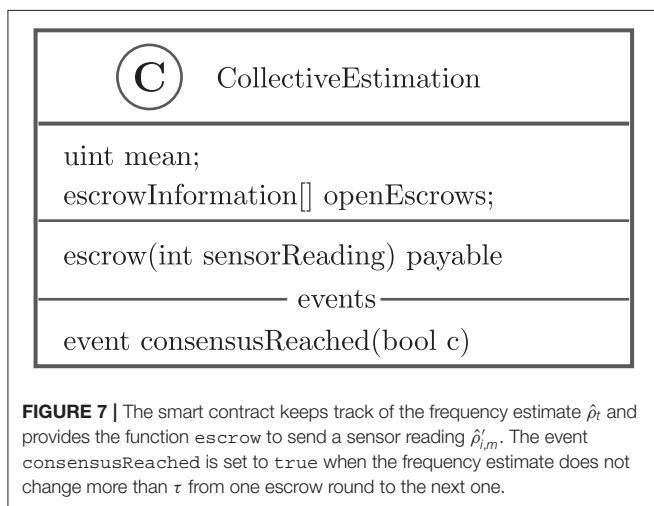 C CollectiveEstimation
uint mean;
escrowInformation[] openEscrows;
escrow(int sensorReading) payable
events
event consensusReached(bool c)
FIGURE 7 | The smart contract keeps track of the frequency estimate ρ̂ₜ and
provides the function escrow to send a sensor reading ρ̂′ᵢ,ₘ. The event
consensusReached is set to true when the frequency estimate does not
change more than τ from one escrow round to the next one.